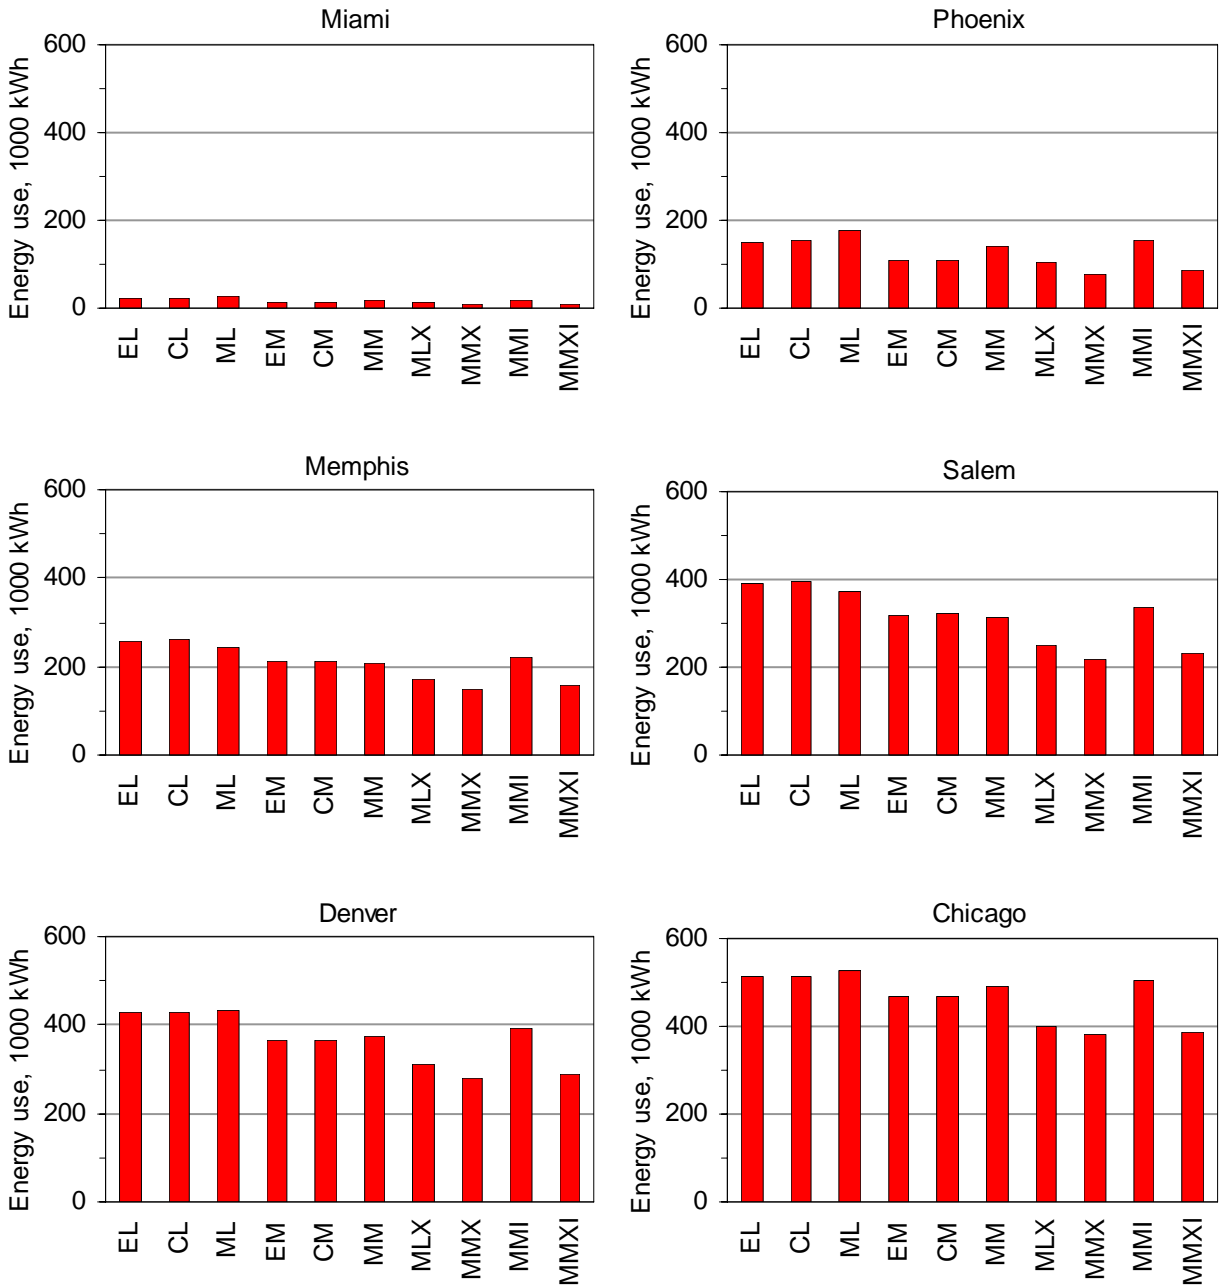 Miami
Energy use, 1000 kWh
600
400
200
0
EL CL ML EM CM MM MLX MMX MMI MMXI
Phoenix
Energy use, 1000 kWh
600
400
200
0
EL CL ML EM CM MM MLX MMX MMI MMXI
Memphis
Energy use, 1000 kWh
600
400
200
0
EL CL ML EM CM MM MLX MMX MMI MMXI
Salem
Energy use, 1000 kWh
600
400
200
0
EL CL ML EM CM MM MLX MMX MMI MMXI
Denver
Energy use, 1000 kWh
600
400
200
0
EL CL ML EM CM MM MLX MMX MMI MMXI
Chicago
Energy use, 1000 kWh
600
400
200
0
EL CL ML EM CM MM MLX MMX MMI MMXI